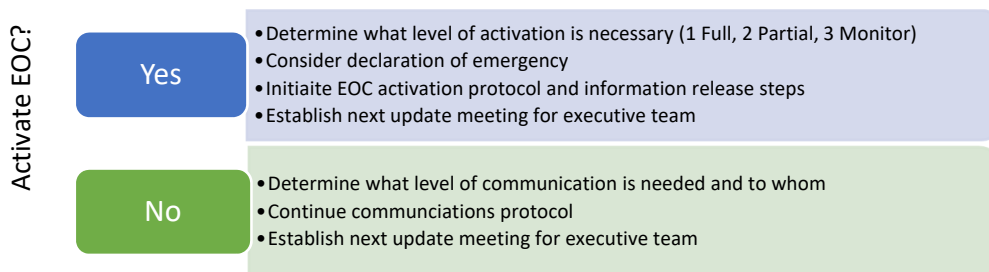 Activate EOC?
Yes
•Determine what level of activation is necessary (1 Full, 2 Partial, 3 Monitor)
•Consider declaration of emergency
•Initiaite EOC activation protocol and information release steps
•Establish next update meeting for executive team
No
•Determine what level of communication is needed and to whom
•Continue communciations protocol
•Establish next update meeting for executive team